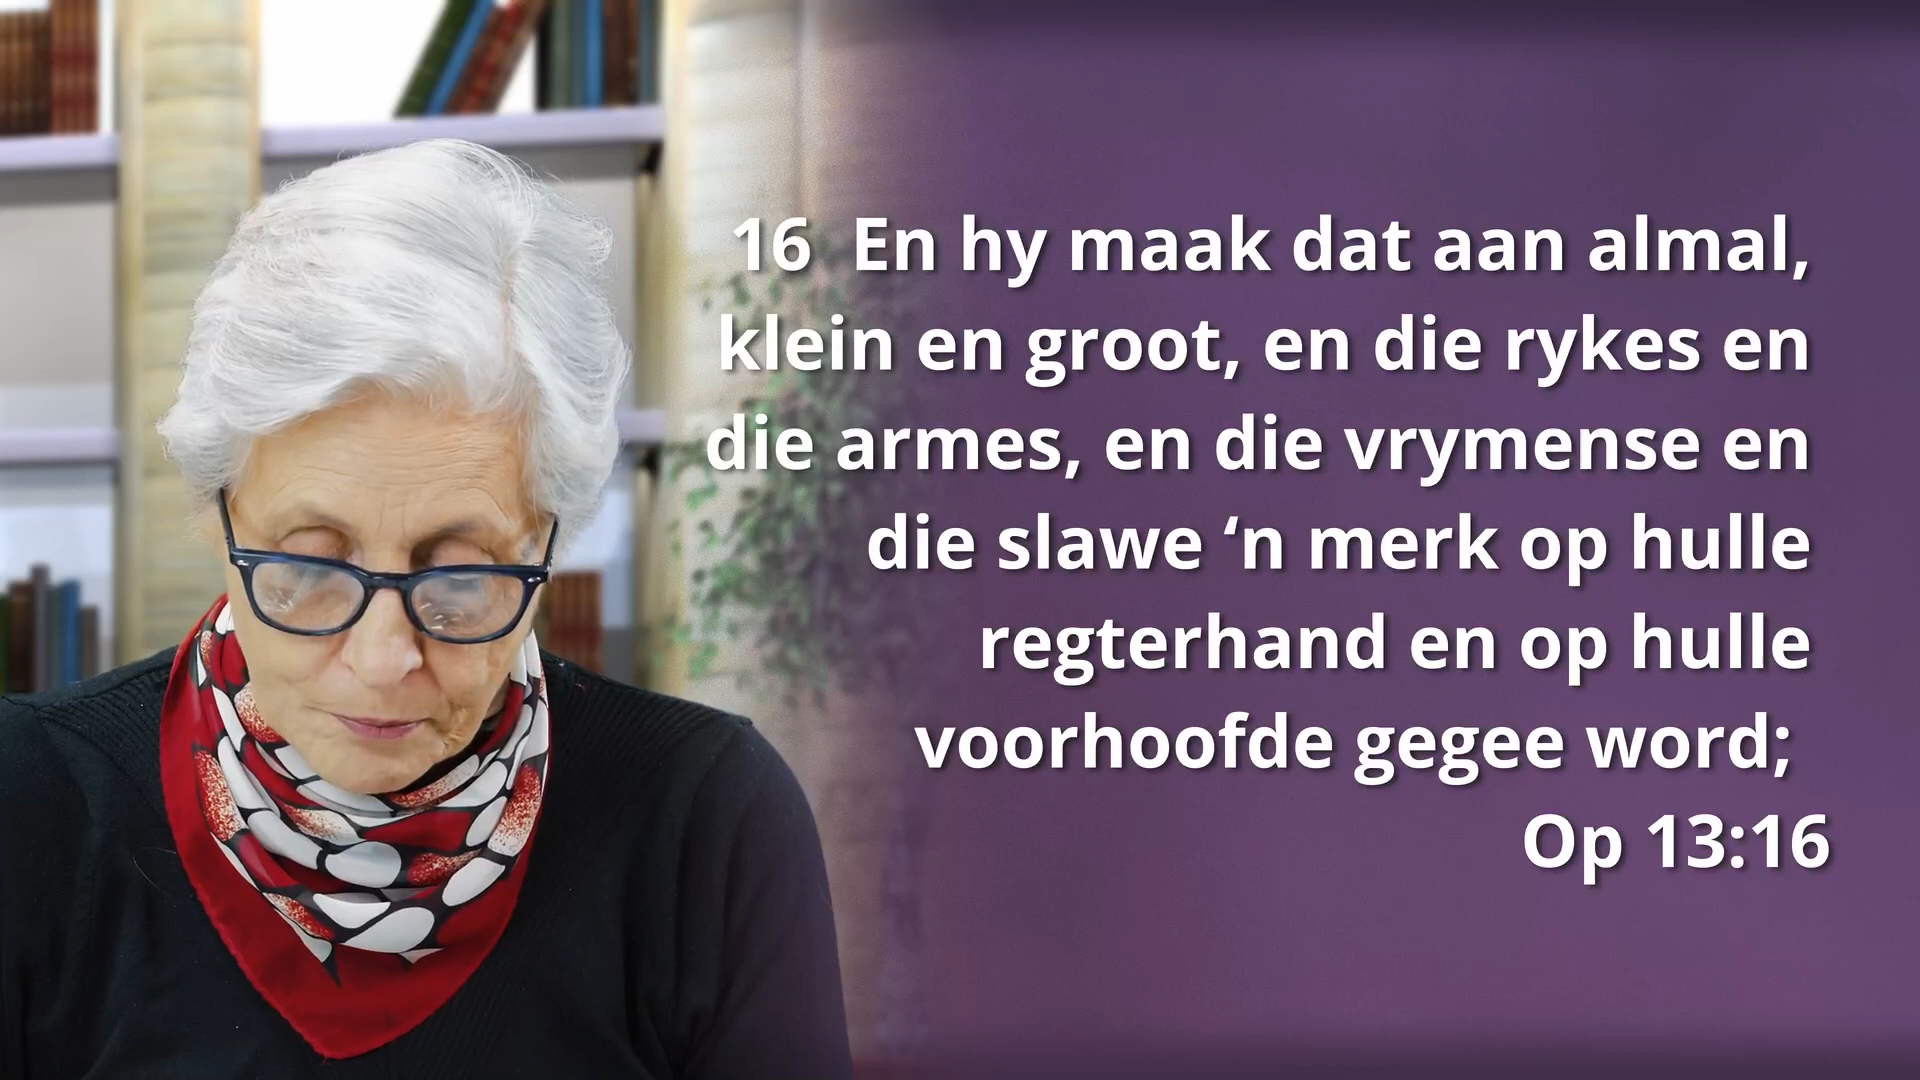 16  En hy maak dat aan almal,
klein en groot, en die rykes en
die armes, en die vrymense en
die slawe ‘n merk op hulle
regterhand en op hulle
voorhoofde gegee word;
Op 13:16